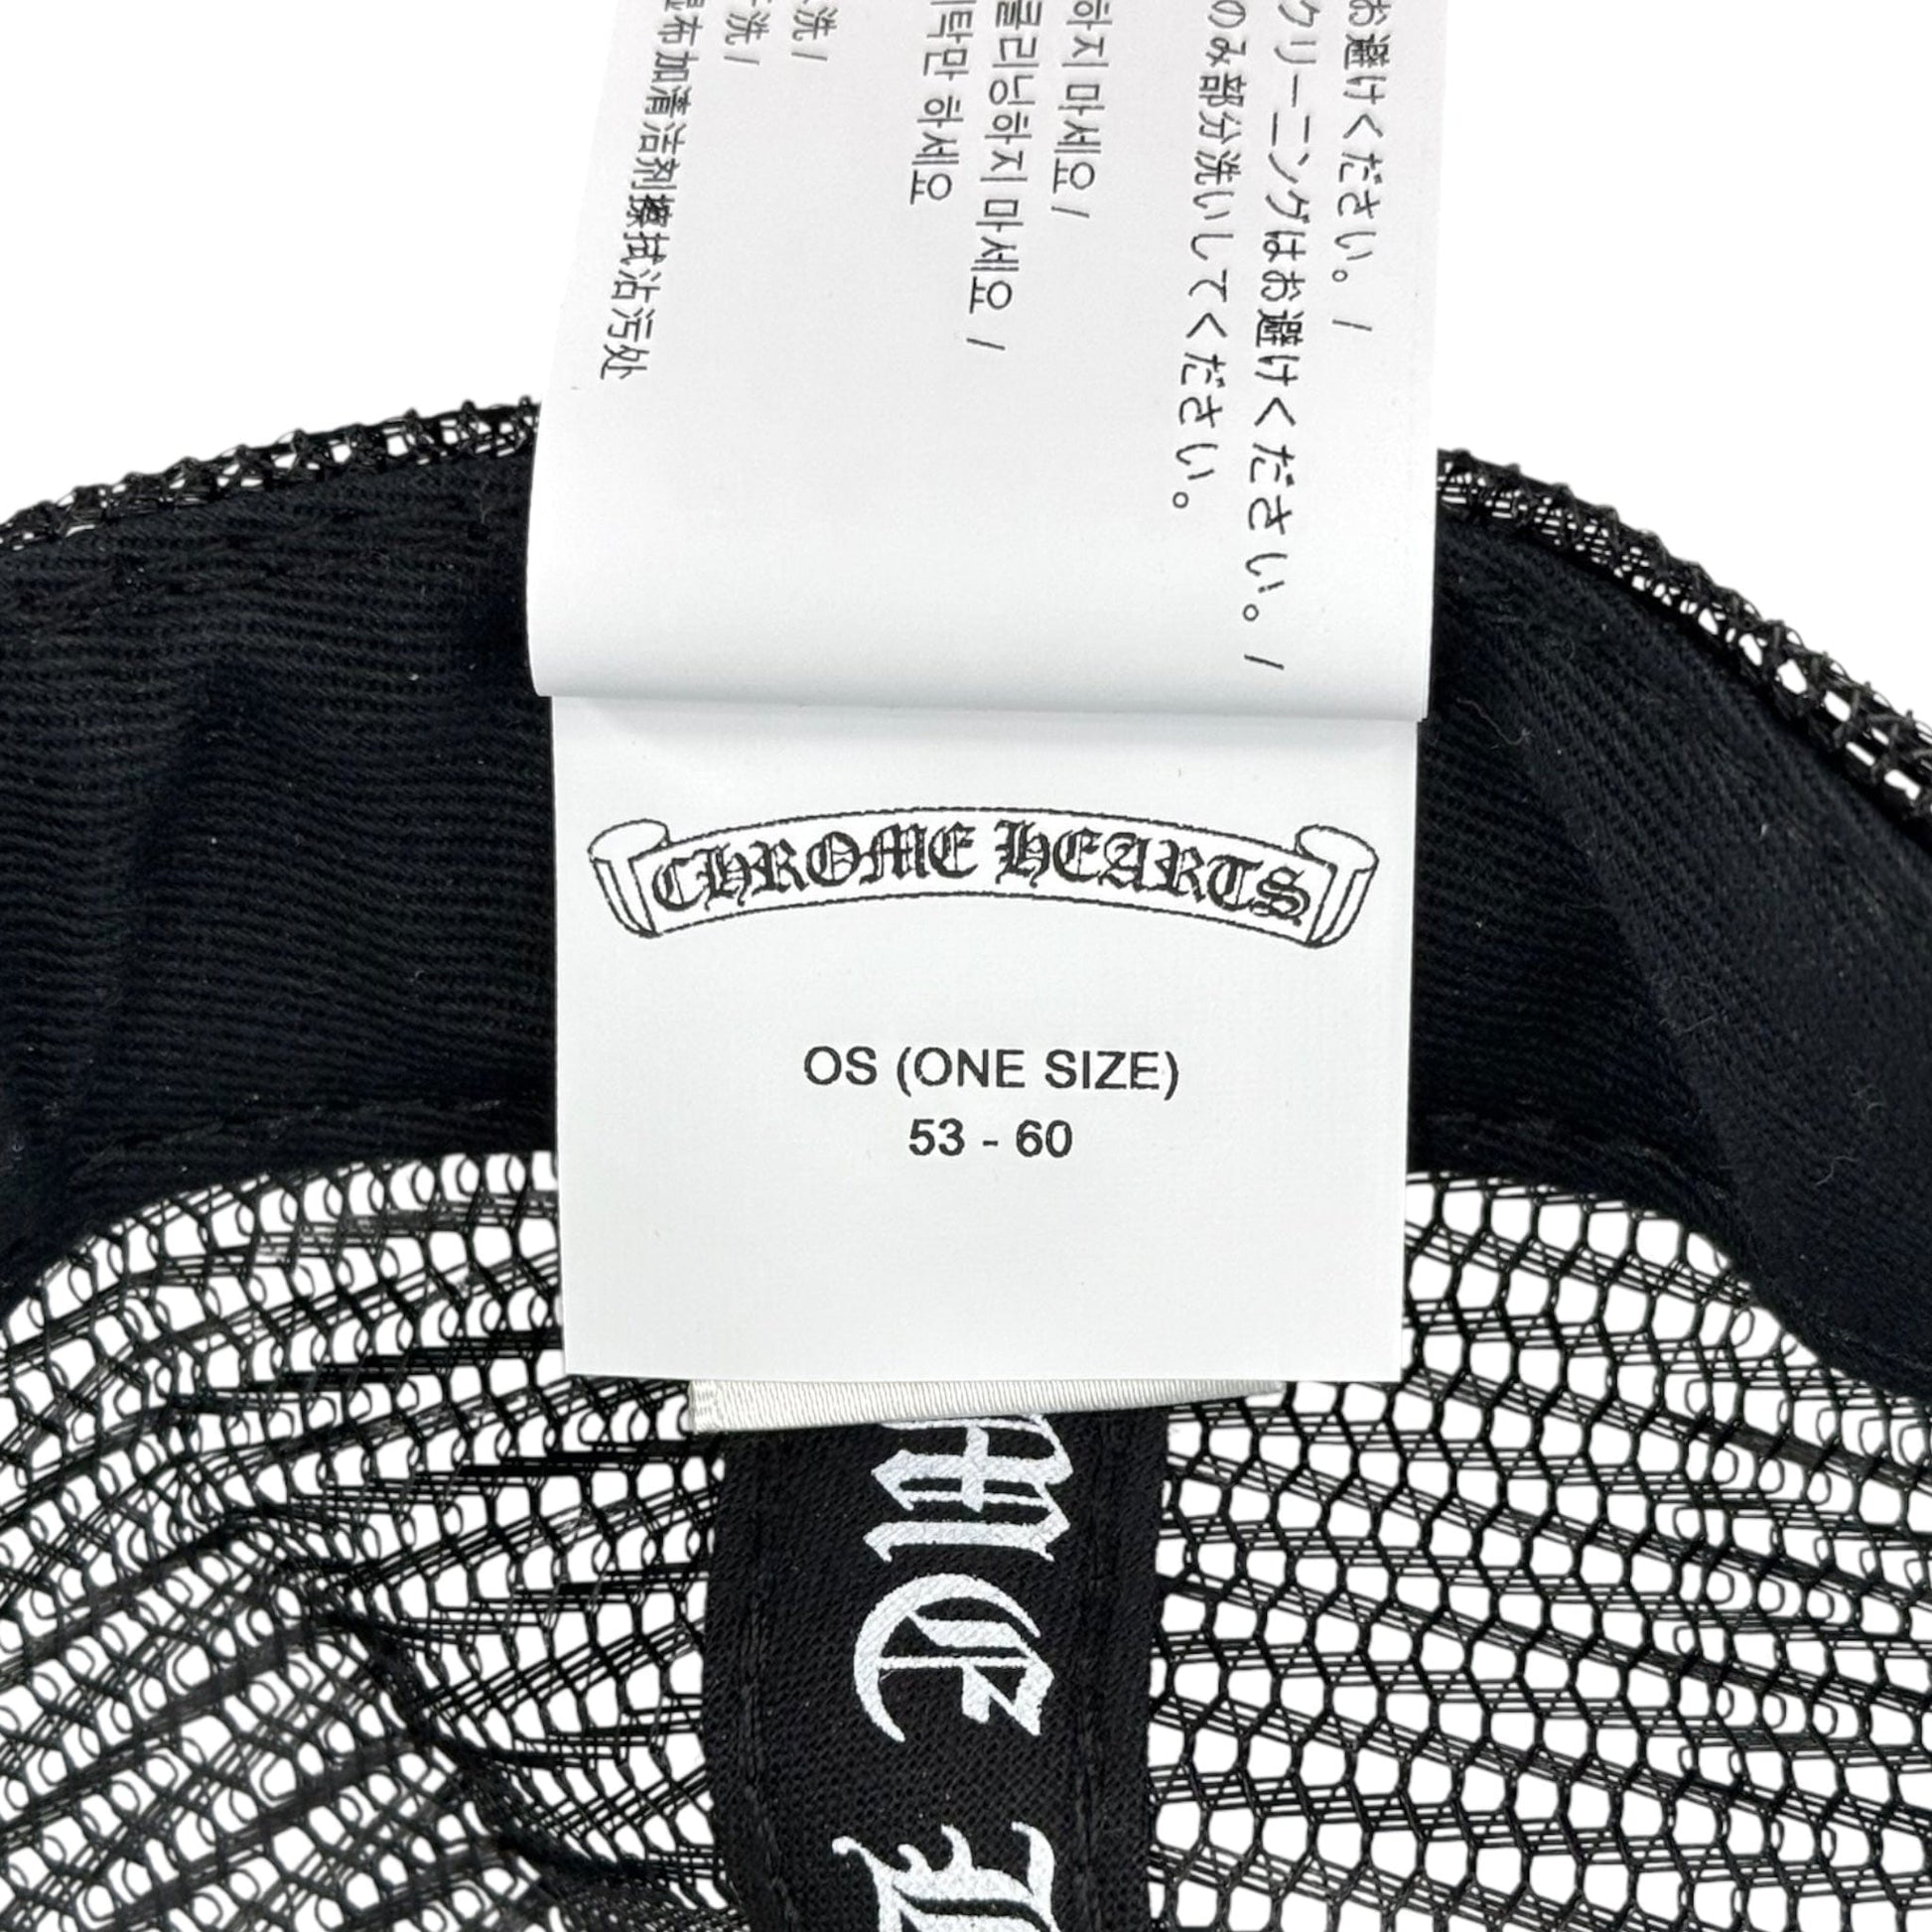 お避けください。/
クリーニングはお避けください。/
のみ部分洗いしてください。
하지 마세요 /
클리닝하지 마세요 /
세탁만 하세요
洗 /
洗 /
布加清洁剂擦拭沾污处
CHROME HEARTS
OS (ONE SIZE)
53 - 60
ME H